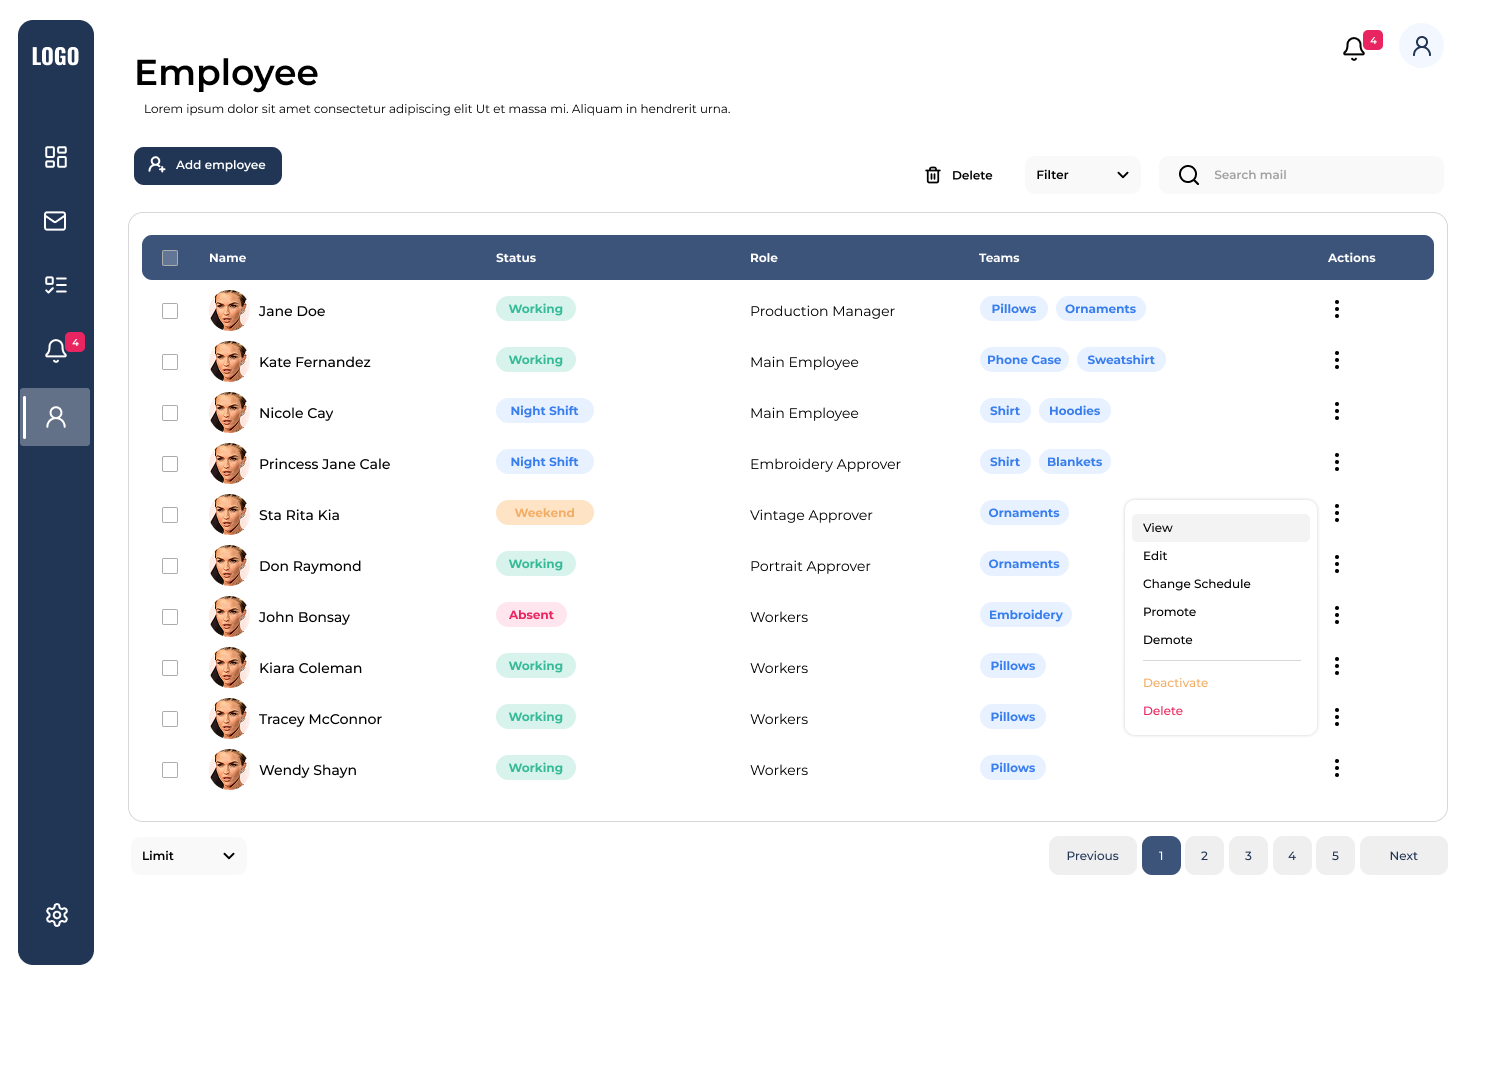 LOGO
4
Employee
Lorem ipsum dolor sit amet consectetur adipiscing elit Ut et massa mi. Aliquam in hendrerit urna.
Add employee
Delete
Filter
Search mail
Name Status Role Teams Actions
Jane Doe Working Production Manager Pillows Ornaments
Kate Fernandez Working Main Employee Phone Case Sweatshirt
4
Nicole Cay Night Shift Main Employee Shirt Hoodies
Princess Jane Cale Night Shift Embroidery Approver Shirt Blankets
Sta Rita Kia Weekend Vintage Approver Ornaments
Don Raymond Working Portrait Approver Ornaments
John Bonsay Absent Workers Embroidery
Kiara Coleman Working Workers Pillows
Tracey McConnor Working Workers Pillows
Wendy Shayn Working Workers Pillows
View
Edit
Change Schedule
Promote
Demote
Deactivate
Delete
Limit
Previous 1 2 3 4 5 Next